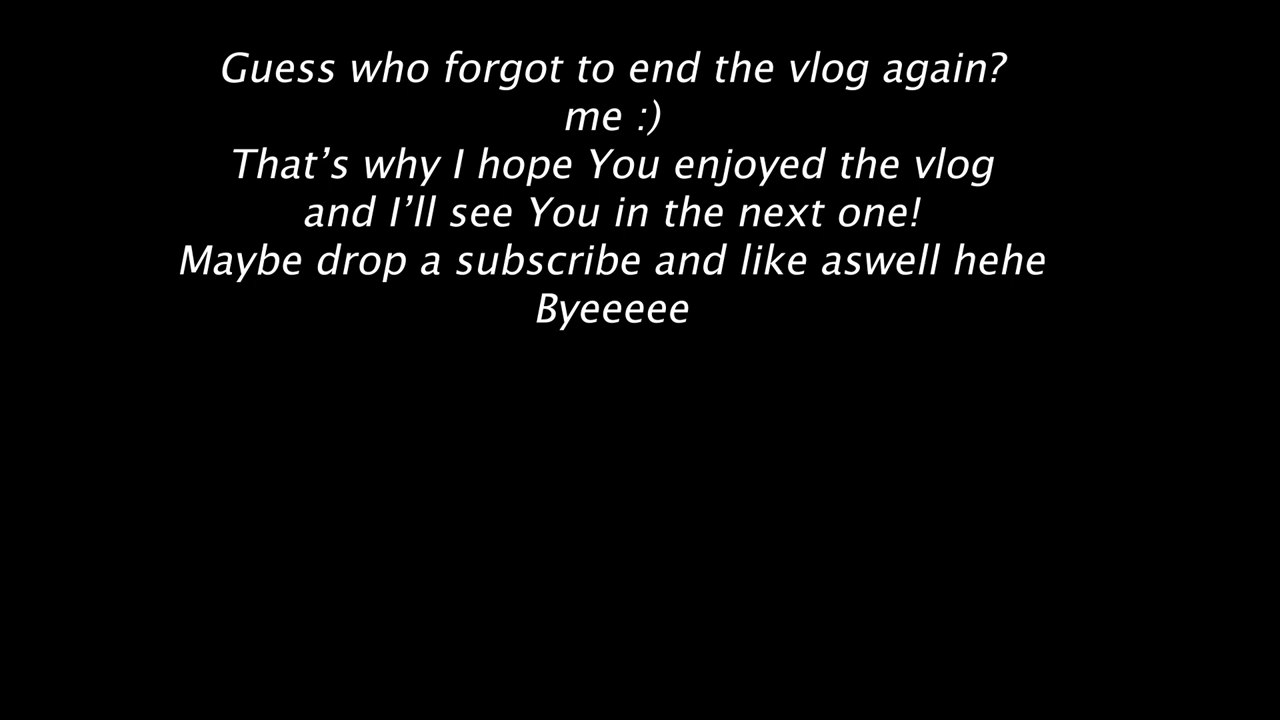 Guess who forgot to end the vlog again?
me :)
That’s why I hope You enjoyed the vlog
and I’ll see You in the next one!
Maybe drop a subscribe and like aswell hehe
Byeeeee